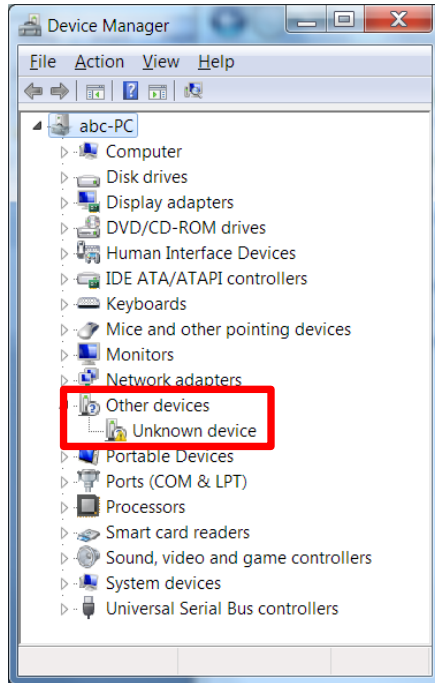 Device Manager
File Action View Help
abc-PC
Computer
Disk drives
Display adapters
DVD/CD-ROM drives
Human Interface Devices
IDE ATA/ATAPI controllers
Keyboards
Mice and other pointing devices
Monitors
Network adapters
Other devices
Unknown device
Portable Devices
Ports (COM & LPT)
Processors
Smart card readers
Sound, video and game controllers
System devices
Universal Serial Bus controllers